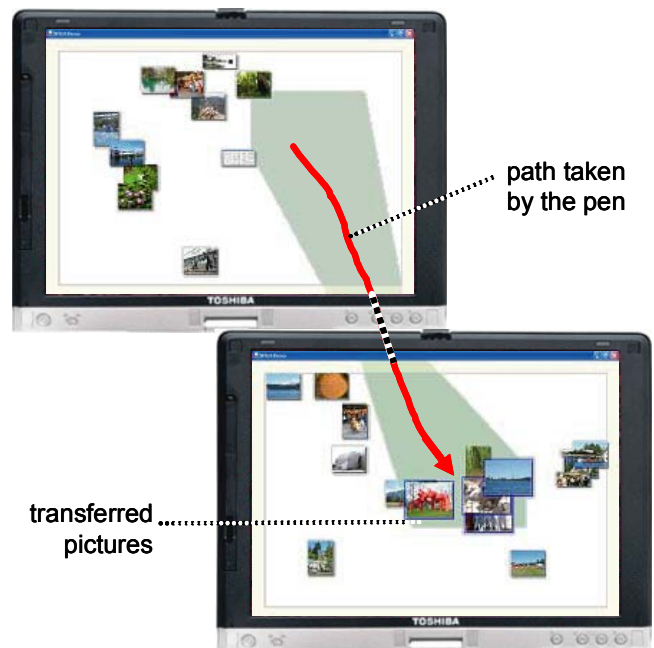 path taken
by the pen
TOSHIBA
transferred
pictures
TOSHIBA